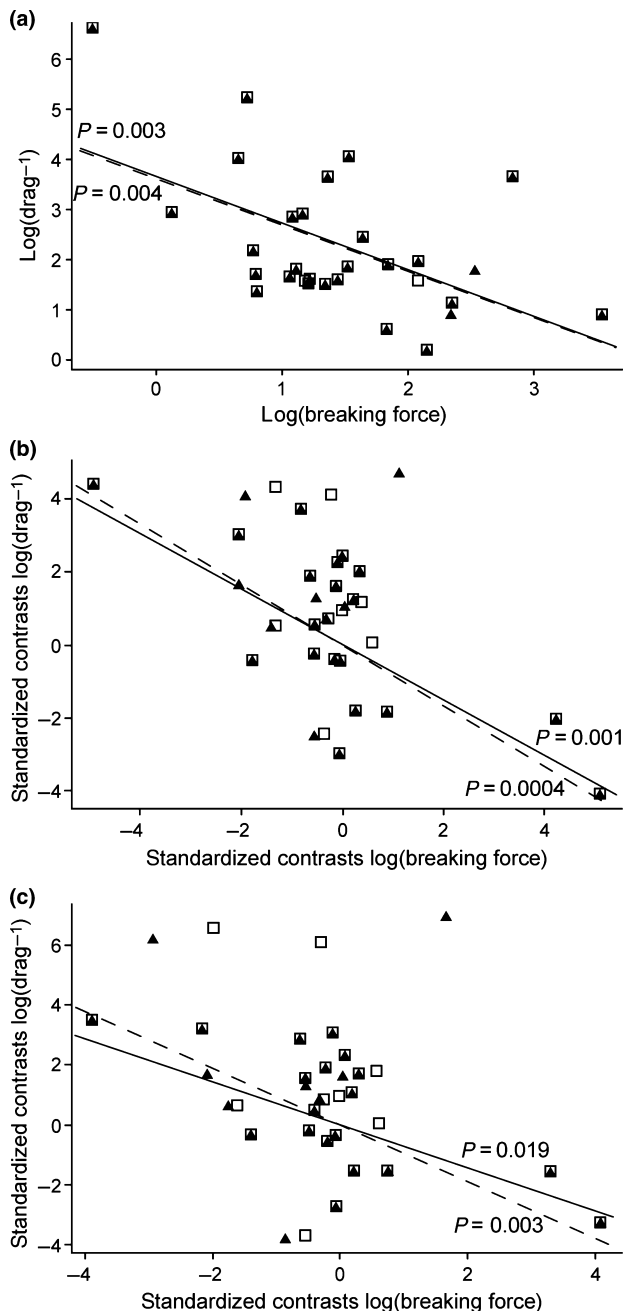 (a)
6
5
4
3
2
1
0
Log(drag–1)
P = 0.003
P = 0.004
0 1 2 3
Log(breaking force)
(b)
4
2
0
–2
–4
Standardized contrasts log(drag–1)
P = 0.001
P = 0.0004
–4 –2 0 2 4
Standardized contrasts log(breaking force)
(c)
6
4
2
0
–2
–4
Standardized contrasts log(drag–1)
P = 0.019
P = 0.003
–4 –2 0 2 4
Standardized contrasts log(breaking force)